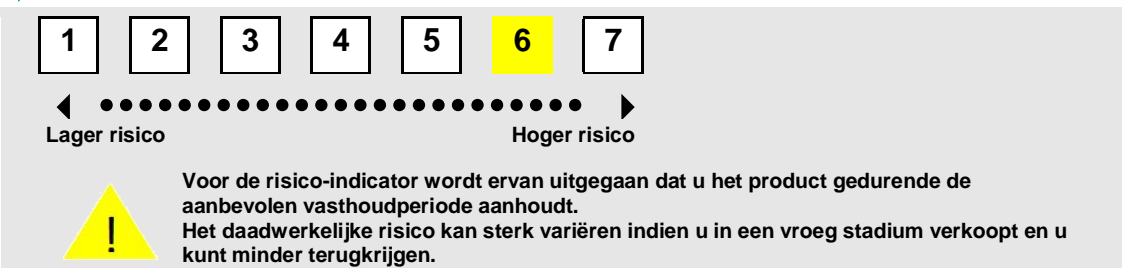 1 2 3 4 5 6 7
Lager risico Hoger risico
!
Voor de risico-indicator wordt ervan uitgegaan dat u het product gedurende de
aanbevolen vasthoudperiode aanhoudt.
Het daadwerkelijke risico kan sterk variëren indien u in een vroeg stadium verkoopt en u
kunt minder terugkrijgen.